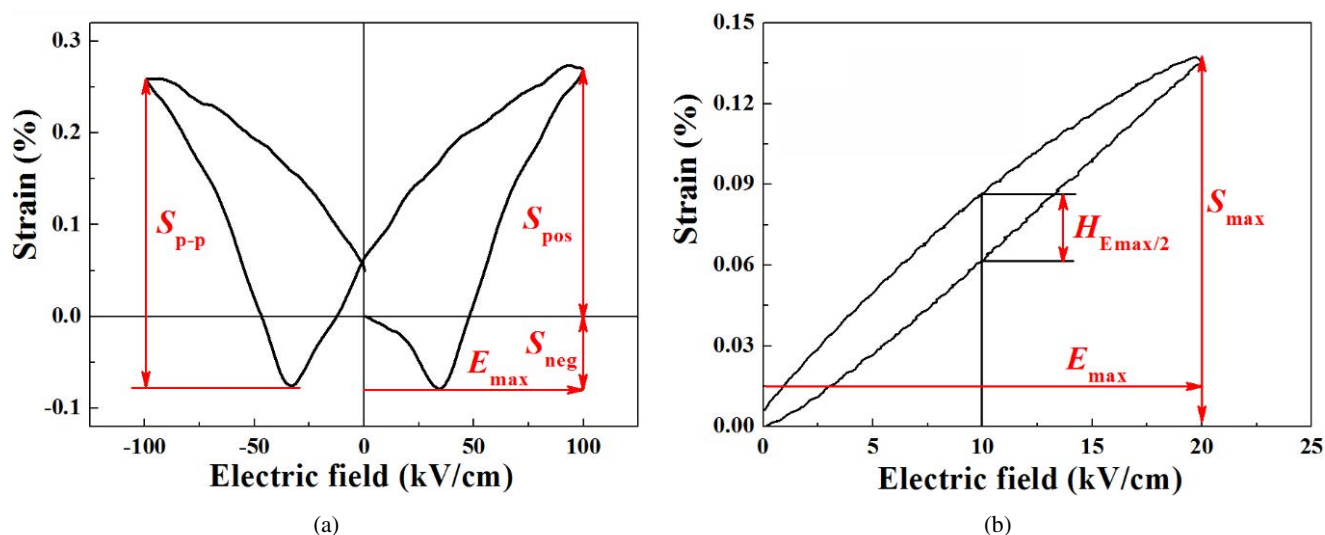 0.3
0.2
0.1
0.0
-0.1
Strain (%)
S p-p
S pos
S neg
E max
-100 -50 0 50 100
Electric field (kV/cm)
(a)
0.15
0.12
0.09
0.06
0.03
0.00
Strain (%)
H Emax/2
S max
E max
0 5 10 15 20 25
Electric field (kV/cm)
(b)